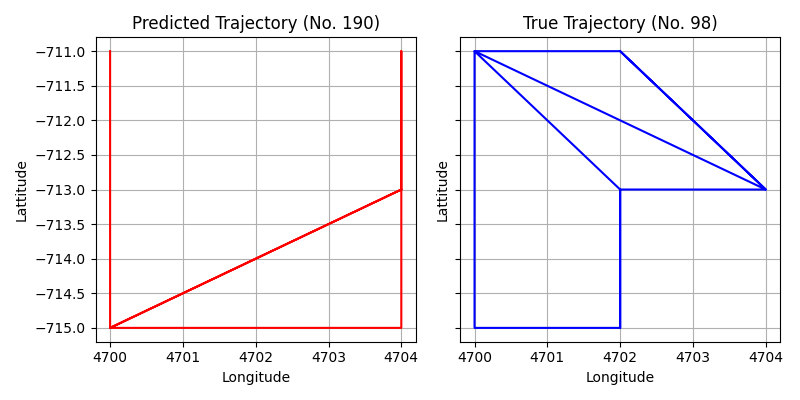 Predicted Trajectory (No. 190)
True Trajectory (No. 98)
Lattitude
−711.0
−711.5
−712.0
−712.5
−713.0
−713.5
−714.0
−714.5
−715.0
4700 4701 4702 4703 4704
Longitude
Lattitude
4700 4701 4702 4703 4704
Longitude